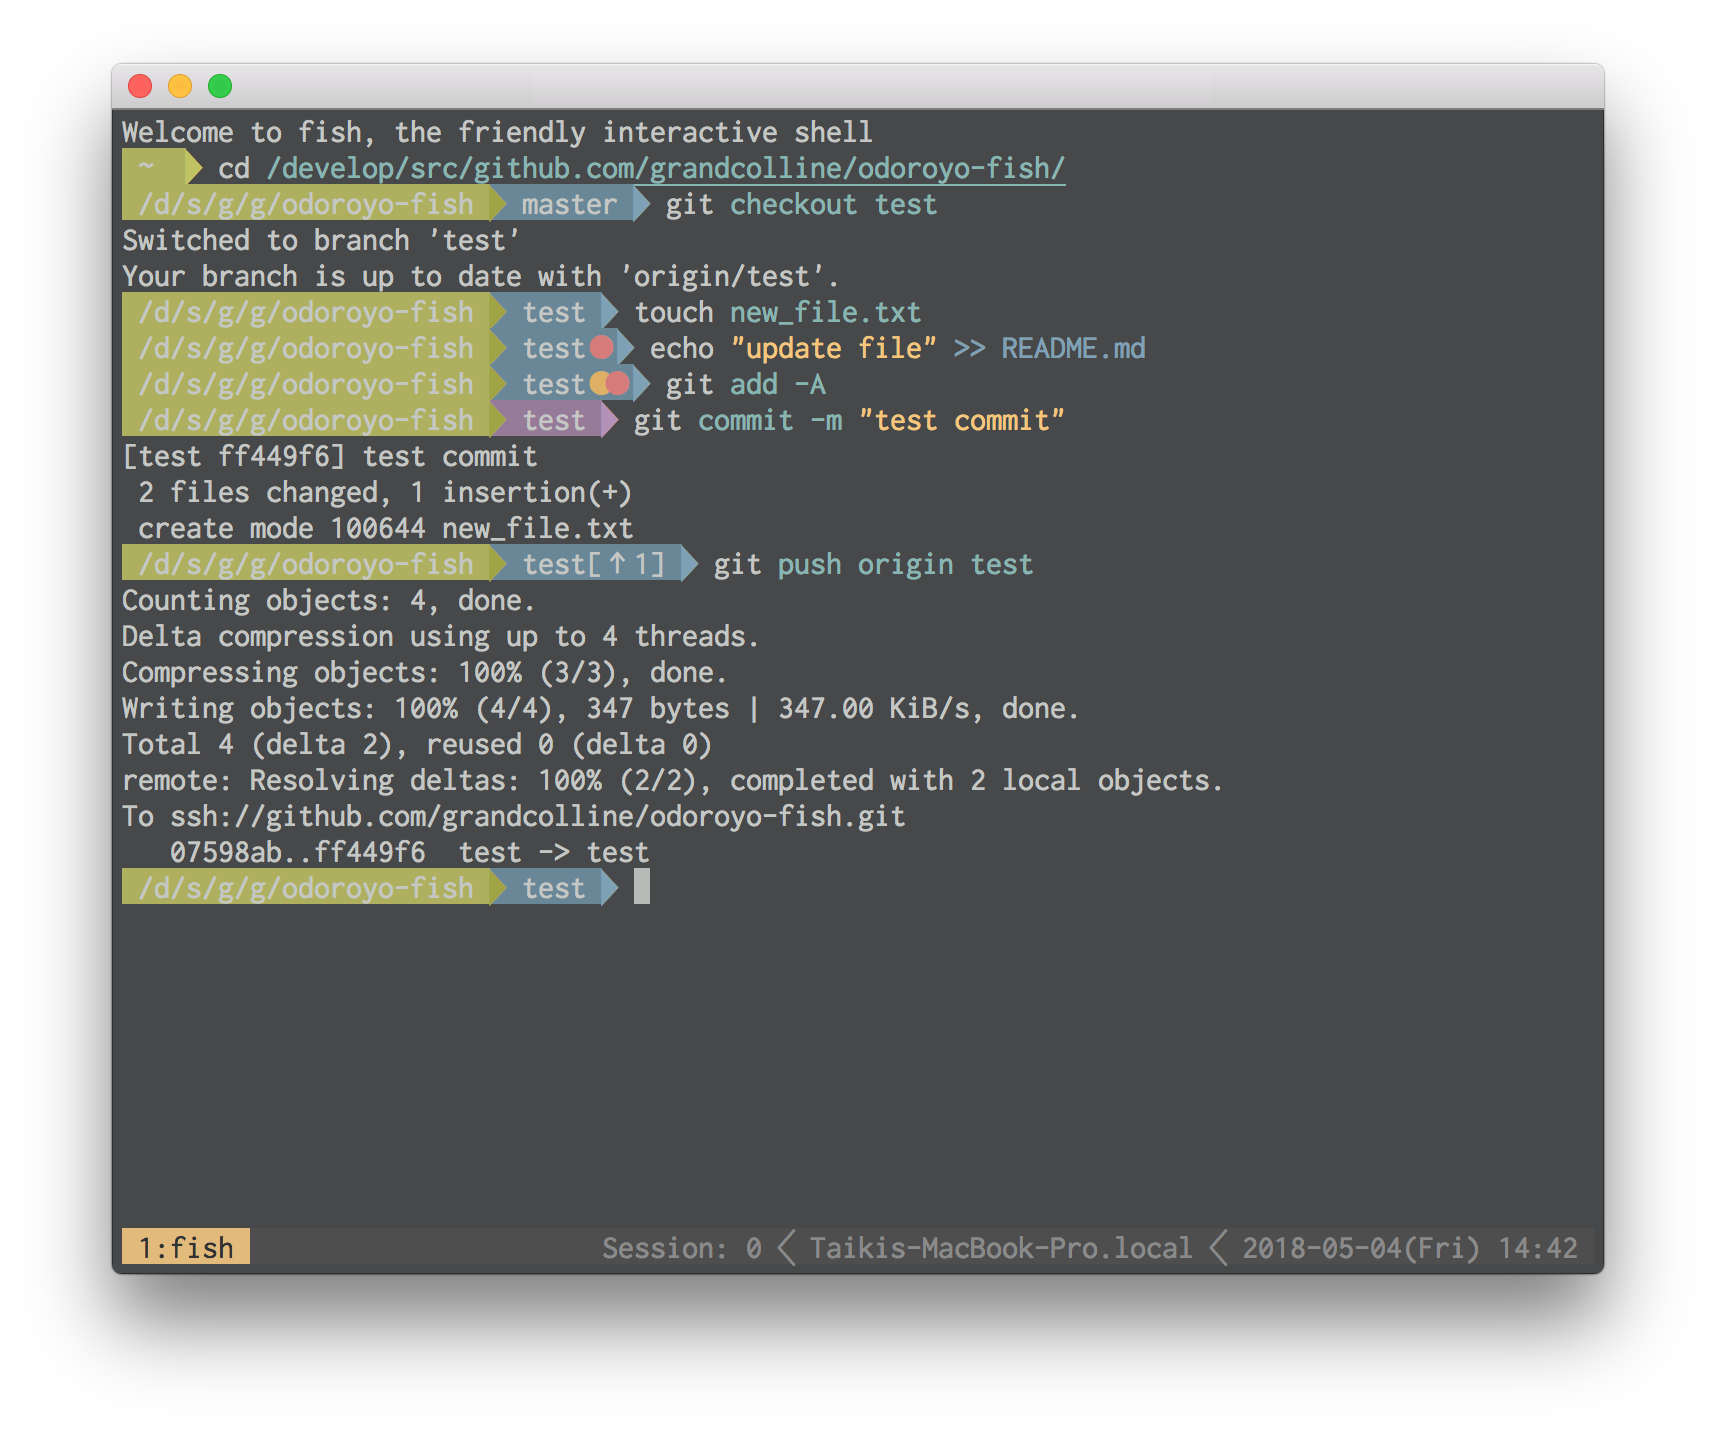 Welcome to fish, the friendly interactive shell
~ cd /develop/src/github.com/grandcolline/odoroyo-fish/
/d/s/g/g/odoroyo-fish master git checkout test
Switched to branch 'test'
Your branch is up to date with 'origin/test'.
/d/s/g/g/odoroyo-fish test touch new_file.txt
/d/s/g/g/odoroyo-fish test echo "update file" >> README.md
/d/s/g/g/odoroyo-fish test git add -A
/d/s/g/g/odoroyo-fish test git commit -m "test commit"
[test ff449f6] test commit
2 files changed, 1 insertion(+)
create mode 100644 new_file.txt
/d/s/g/g/odoroyo-fish test[↑1] git push origin test
Counting objects: 4, done.
Delta compression using up to 4 threads.
Compressing objects: 100% (3/3), done.
Writing objects: 100% (4/4), 347 bytes | 347.00 KiB/s, done.
Total 4 (delta 2), reused 0 (delta 0)
remote: Resolving deltas: 100% (2/2), completed with 2 local objects.
To ssh://github.com/grandcolline/odoroyo-fish.git
07598ab..ff449f6  test -> test
/d/s/g/g/odoroyo-fish test
1:fish Session: 0 Taikis-MacBook-Pro.local 2018-05-04(Fri) 14:42